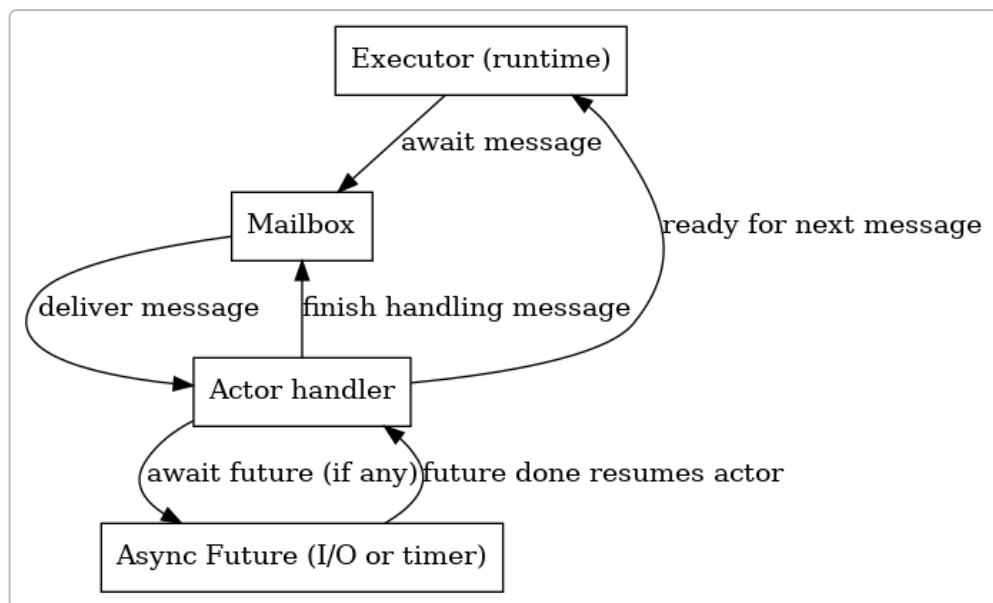 Executor (runtime)
await message
Mailbox
ready for next message
deliver message
finish handling message
Actor handler
await future (if any)
future done resumes actor
Async Future (I/O or timer)